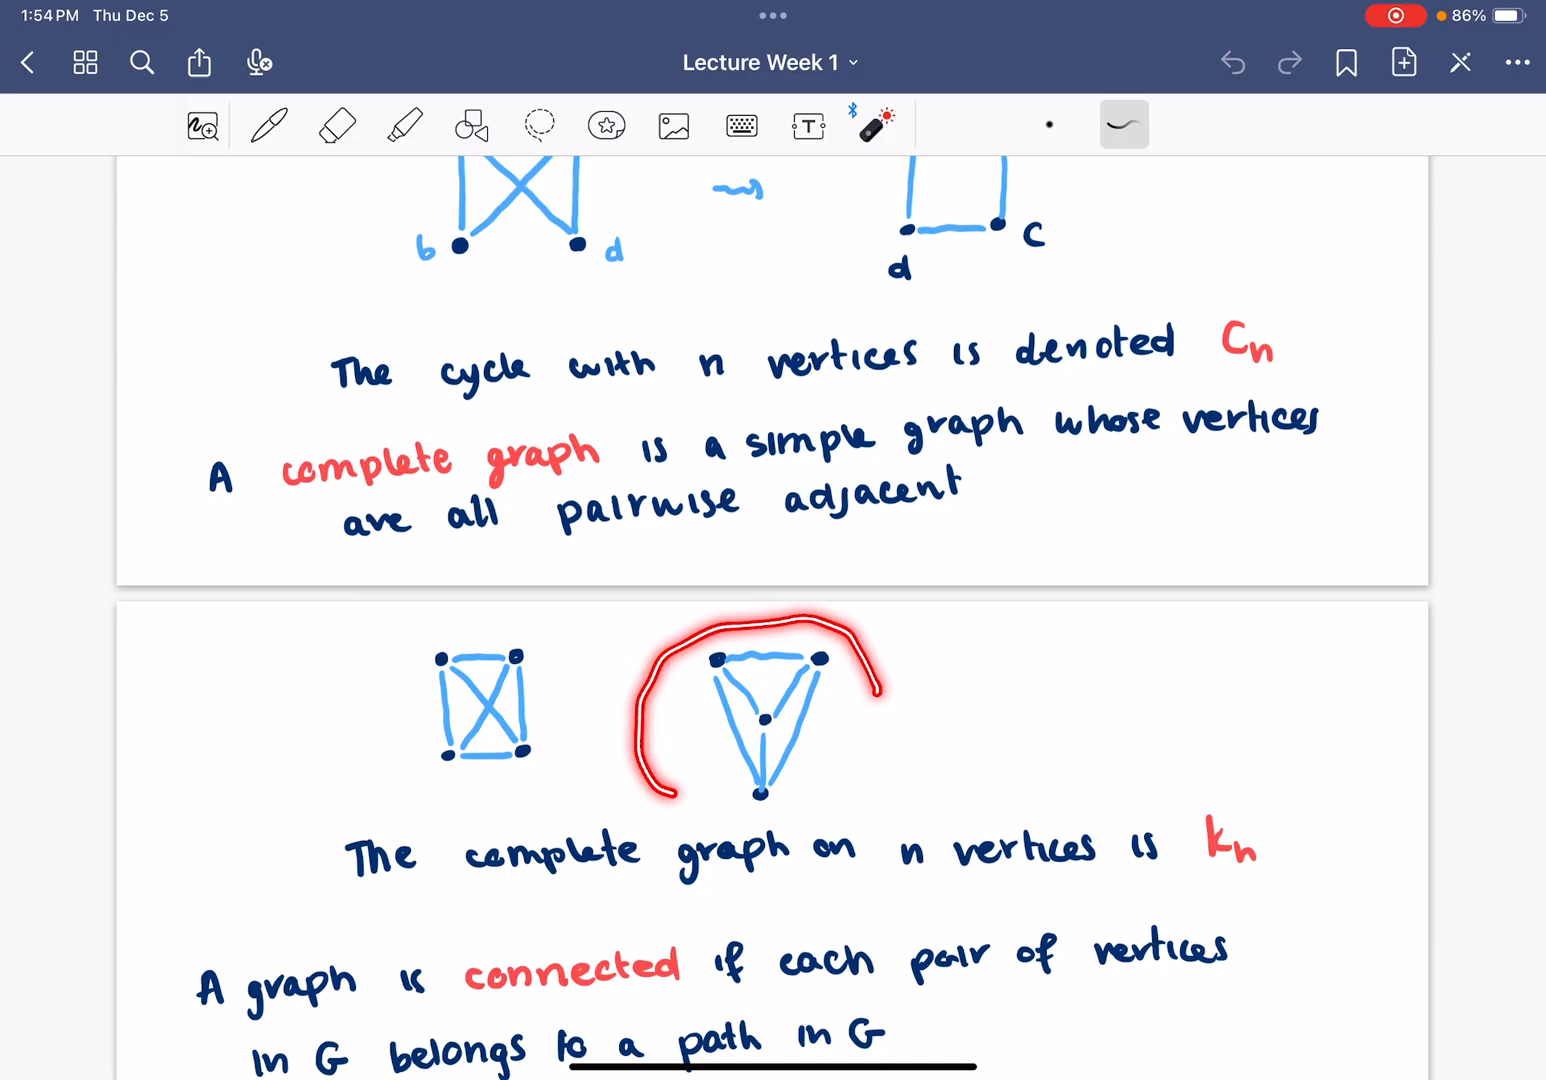 1:54 PM Thu Dec 5
86%
Lecture Week 1
T
b d
d c
The cycle with n vertices is denoted Cn
A complete graph is a simple graph whose vertices
are all pairwise adjacent
The complete graph on n vertices is kn
A graph is connected if each pair of vertices
in G belongs to a path in G